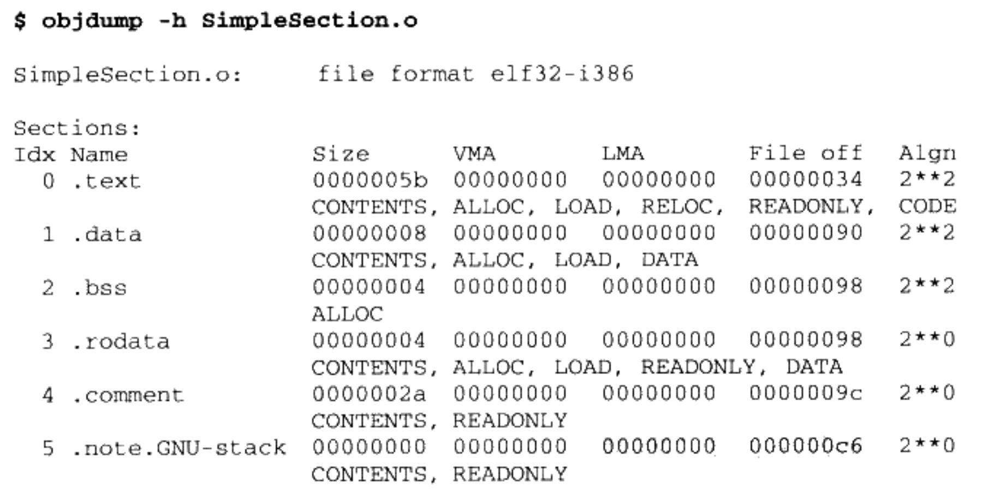 $ objdump -h SimpleSection.o
SimpleSection.o:     file format elf32-i386
Sections:
Idx Name          Size      VMA       LMA       File off  Algn
  0 .text         0000005b  00000000  00000000  00000034  2**2
                  CONTENTS, ALLOC, LOAD, RELOC, READONLY, CODE
  1 .data         00000008  00000000  00000000  00000090  2**2
                  CONTENTS, ALLOC, LOAD, DATA
  2 .bss          00000004  00000000  00000000  00000098  2**2
                  ALLOC
  3 .rodata       00000004  00000000  00000000  00000098  2**0
                  CONTENTS, ALLOC, LOAD, READONLY, DATA
  4 .comment      0000002a  00000000  00000000  0000009c  2**0
                  CONTENTS, READONLY
  5 .note.GNU-stack 00000000  00000000  00000000  000000c6  2**0
                  CONTENTS, READONLY